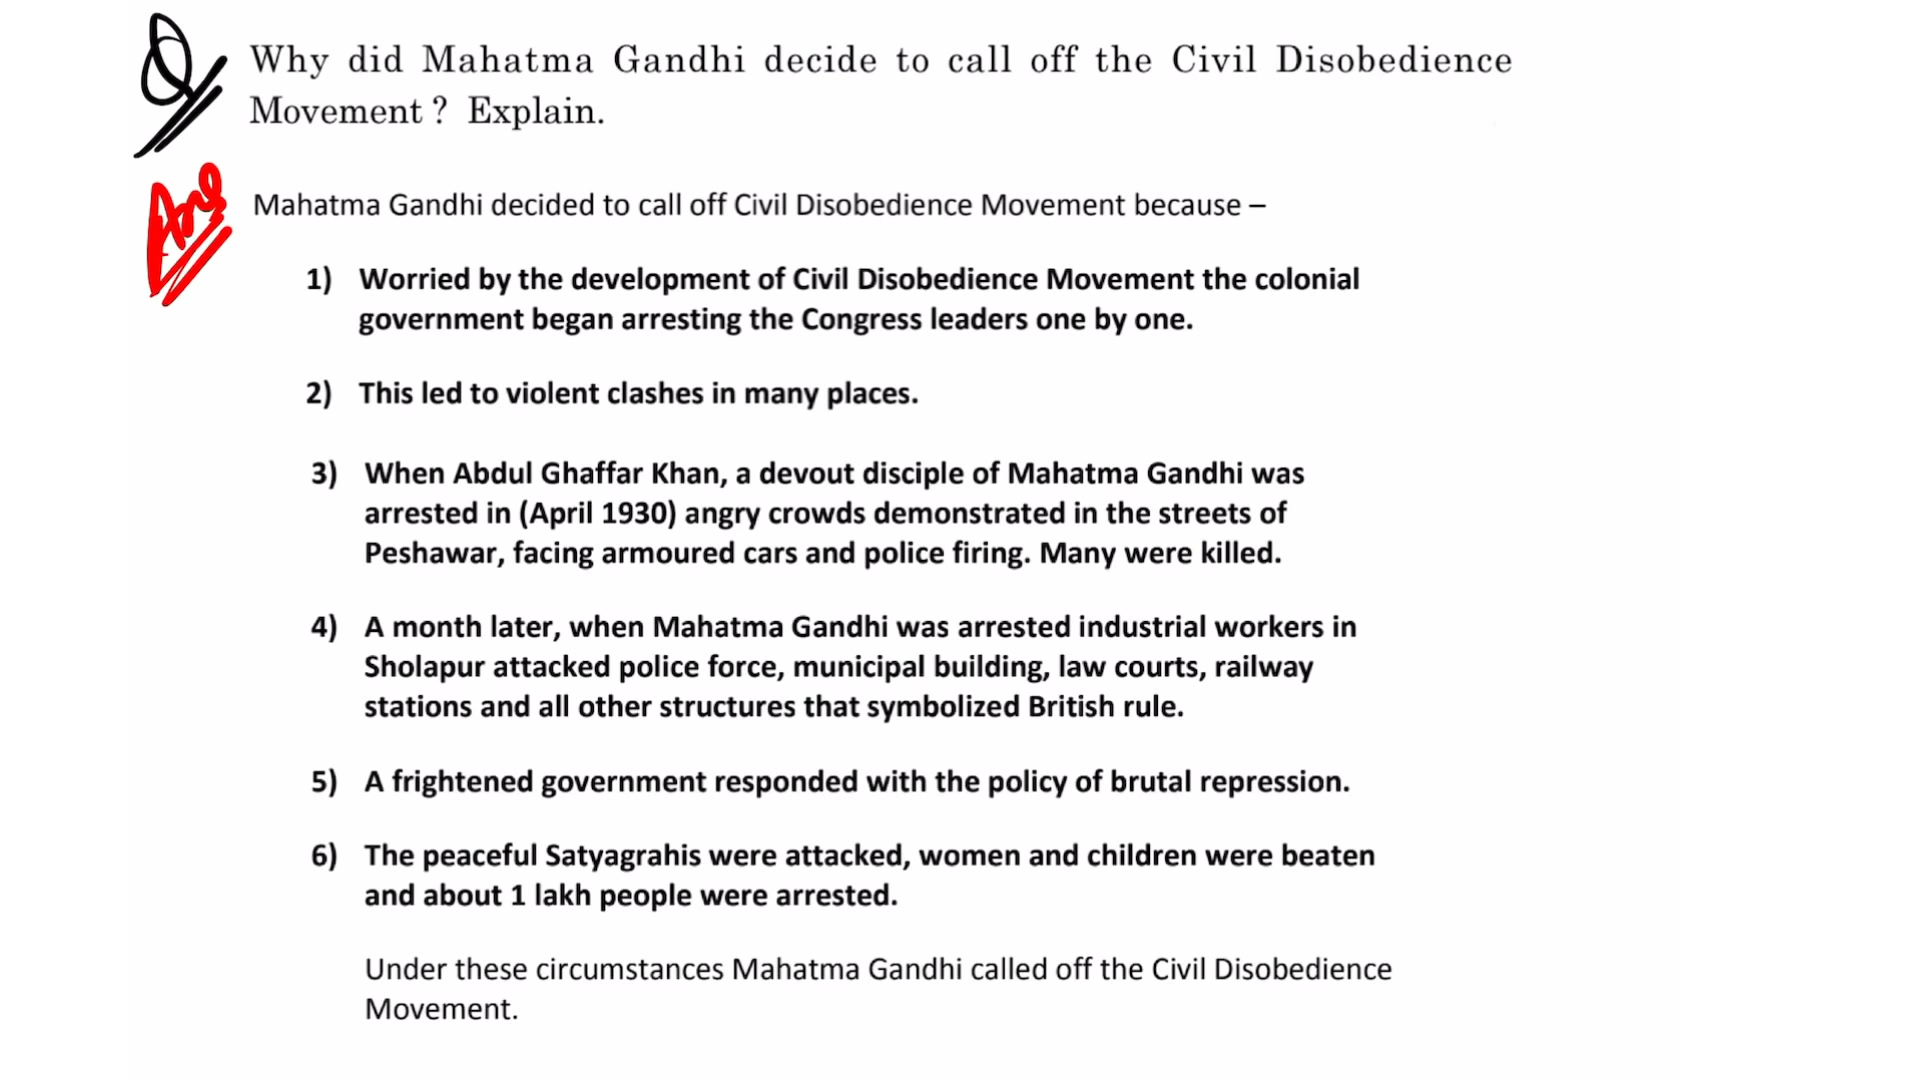 Q
Why did Mahatma Gandhi decide to call off the Civil Disobedience
Movement ? Explain.
Ans
Mahatma Gandhi decided to call off Civil Disobedience Movement because –
1) Worried by the development of Civil Disobedience Movement the colonial
government began arresting the Congress leaders one by one.
2) This led to violent clashes in many places.
3) When Abdul Ghaffar Khan, a devout disciple of Mahatma Gandhi was
arrested in (April 1930) angry crowds demonstrated in the streets of
Peshawar, facing armoured cars and police firing. Many were killed.
4) A month later, when Mahatma Gandhi was arrested industrial workers in
Sholapur attacked police force, municipal building, law courts, railway
stations and all other structures that symbolized British rule.
5) A frightened government responded with the policy of brutal repression.
6) The peaceful Satyagrahis were attacked, women and children were beaten
and about 1 lakh people were arrested.
Under these circumstances Mahatma Gandhi called off the Civil Disobedience
Movement.